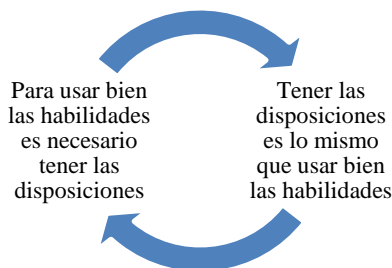 Para usar bien
las habilidades
es necesario
tener las
disposiciones
Tener las
disposiciones
es lo mismo
que usar bien
las habilidades